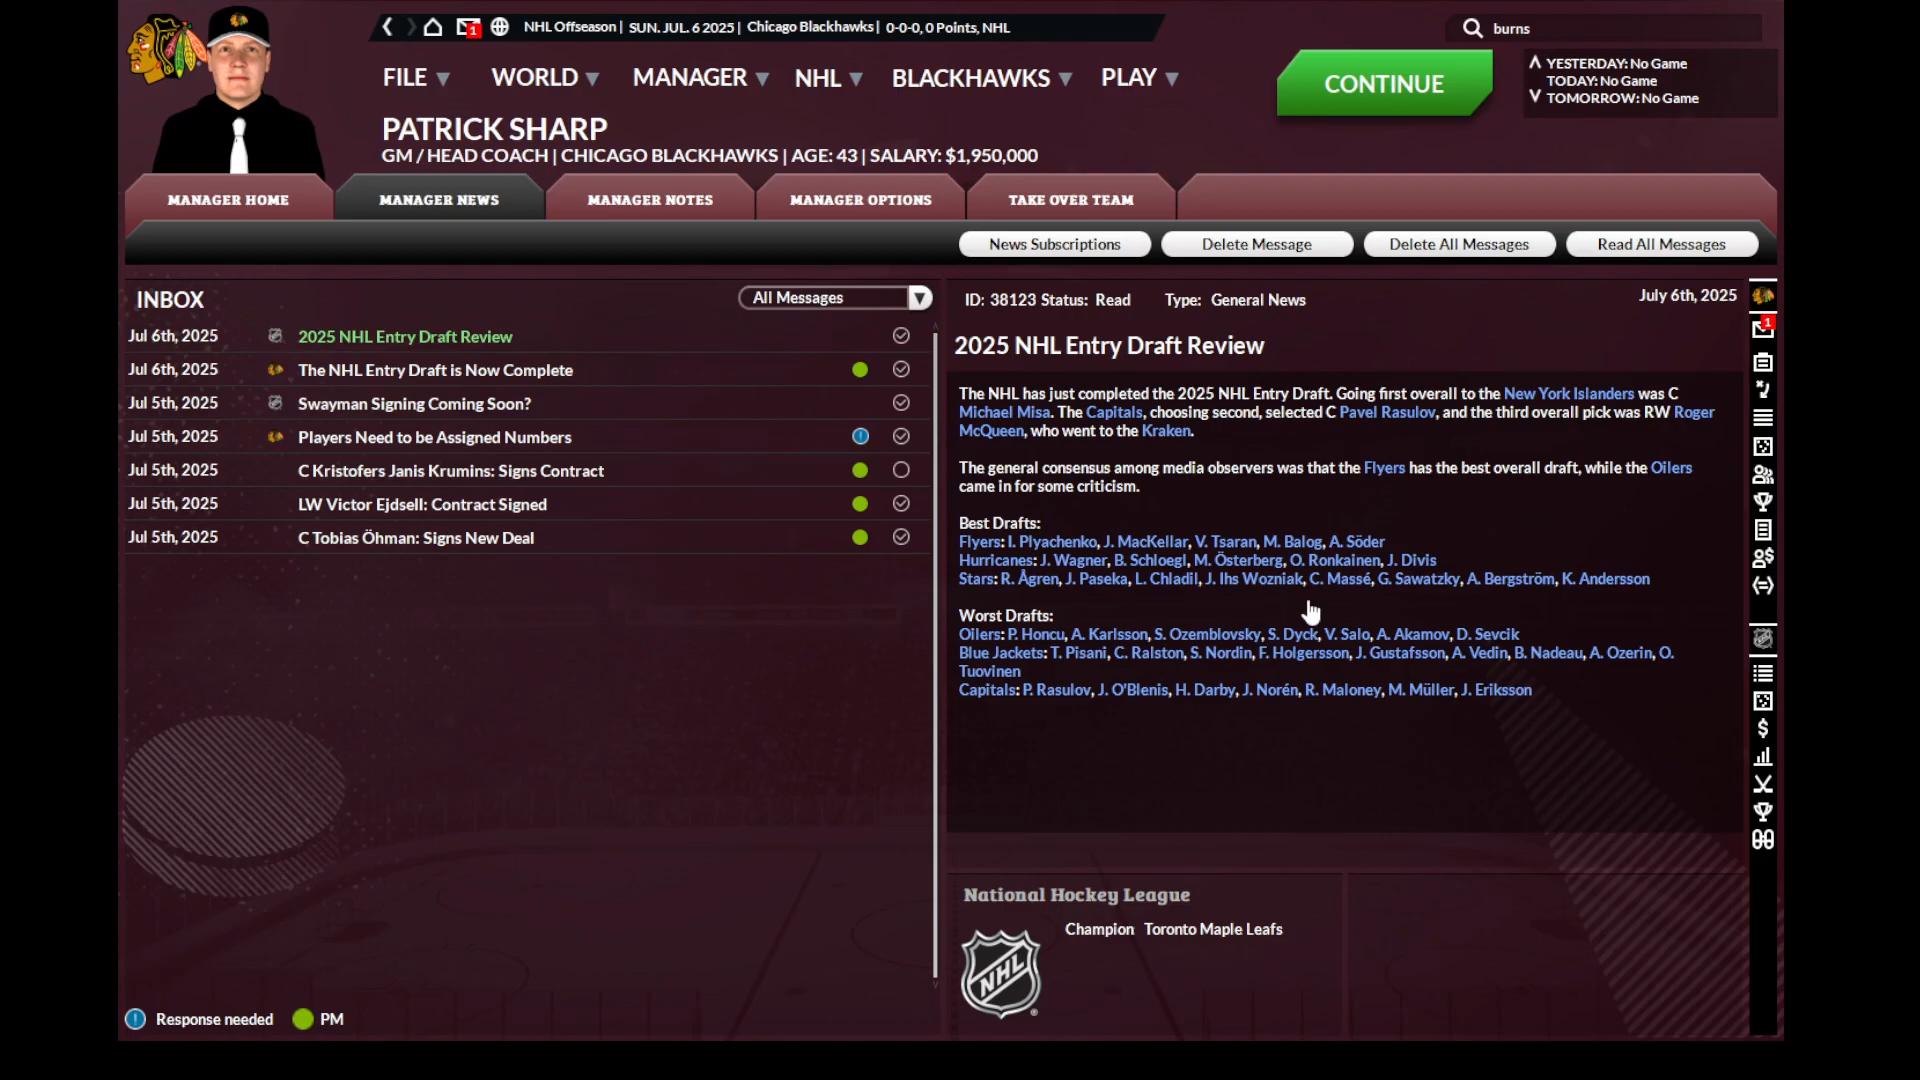 NHL Offseason | SUN. JUL. 6 2025 | Chicago Blackhawks | 0-0-0, 0 Points, NHL
1
burns
FILE WORLD MANAGER NHL BLACKHAWKS PLAY
CONTINUE
YESTERDAY: No Game
TODAY: No Game
TOMORROW: No Game
PATRICK SHARP
GM / HEAD COACH | CHICAGO BLACKHAWKS | AGE: 43 | SALARY: $1,950,000
MANAGER HOME MANAGER NEWS MANAGER NOTES MANAGER OPTIONS TAKE OVER TEAM
News Subscriptions Delete Message Delete All Messages Read All Messages
INBOX All Messages
Jul 6th, 2025 2025 NHL Entry Draft Review
Jul 6th, 2025 The NHL Entry Draft is Now Complete
Jul 5th, 2025 Swayman Signing Coming Soon?
Jul 5th, 2025 Players Need to be Assigned Numbers
Jul 5th, 2025 C Kristofers Janis Krumins: Signs Contract
Jul 5th, 2025 LW Victor Ejdsell: Contract Signed
Jul 5th, 2025 C Tobias Öhman: Signs New Deal
Response needed PM
ID: 38123 Status: Read Type: General News July 6th, 2025
1
2025 NHL Entry Draft Review
The NHL has just completed the 2025 NHL Entry Draft. Going first overall to the New York Islanders was C
Michael Misa. The Capitals, choosing second, selected C Pavel Rasulov, and the third overall pick was RW Roger
McQueen, who went to the Kraken.
The general consensus among media observers was that the Flyers has the best overall draft, while the Oilers
came in for some criticism.
Best Drafts:
Flyers: I. Plyachenko, J. MacKellar, V. Tsaran, M. Balog, A. Söder
Hurricanes: J. Wagner, B. Schloegl, M. Österberg, O. Ronkainen, J. Divis
Stars: R. Ågren, J. Paseka, L. Chladil, J. Ihs Wozniak, C. Massé, G. Sawatzky, A. Bergström, K. Andersson
Worst Drafts:
Oilers: P. Honcu, A. Karlsson, S. Ozemblovsky, S. Dyck, V. Salo, A. Akamov, D. Sevcik
Blue Jackets: T. Pisani, C. Ralston, S. Nordin, F. Holgersson, J. Gustafsson, A. Vedin, B. Nadeau, A. Ozerin, O.
Tuovinen
Capitals: P. Rasulov, J. O'Blenis, H. Darby, J. Norén, R. Maloney, M. Müller, J. Eriksson
National Hockey League
Champion Toronto Maple Leafs
NHL